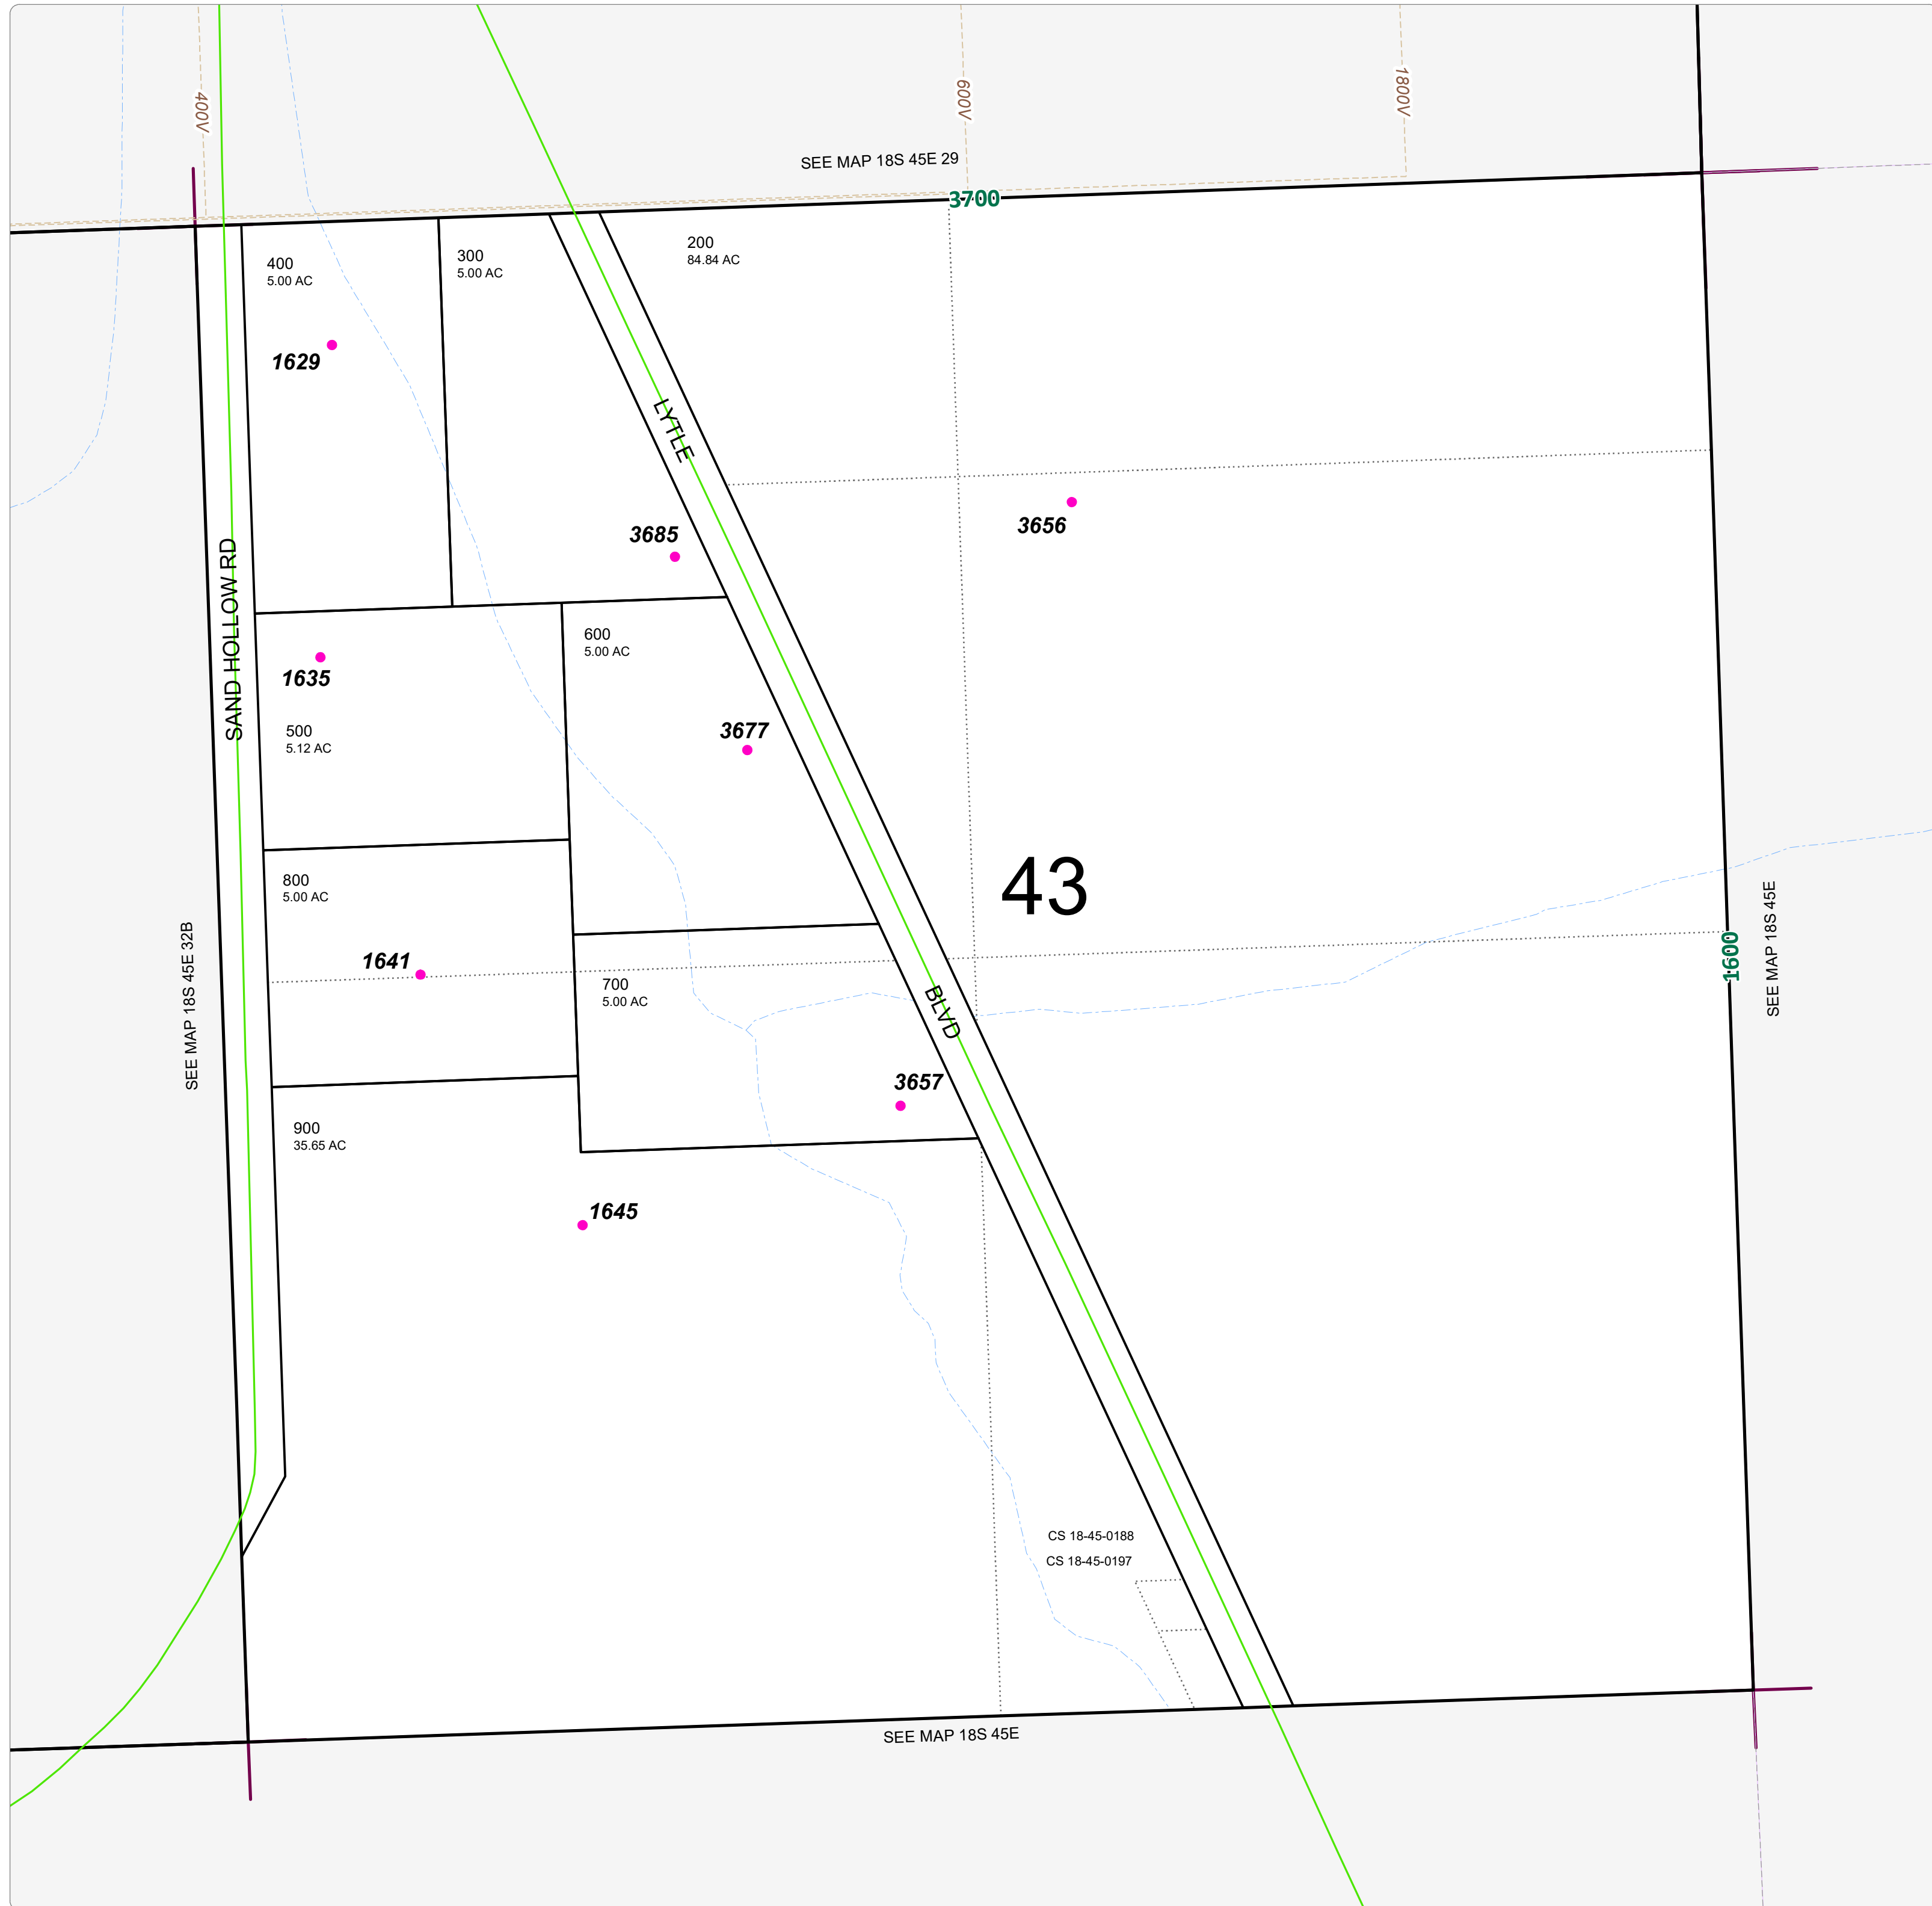 400V
600V
1800V
SEE MAP 18S 45E 29
3700
400
5.00 AC
300
5.00 AC
200
84.84 AC
1629
LYTLE
3685
3656
SAND HOLLOW RD
600
5.00 AC
1635
500
5.12 AC
3677
43
800
5.00 AC
SEE MAP 18S 45E 32B
1641
700
5.00 AC
BLVD
1600
SEE MAP 18S 45E
3657
900
35.65 AC
1645
CS 18-45-0188
CS 18-45-0197
SEE MAP 18S 45E